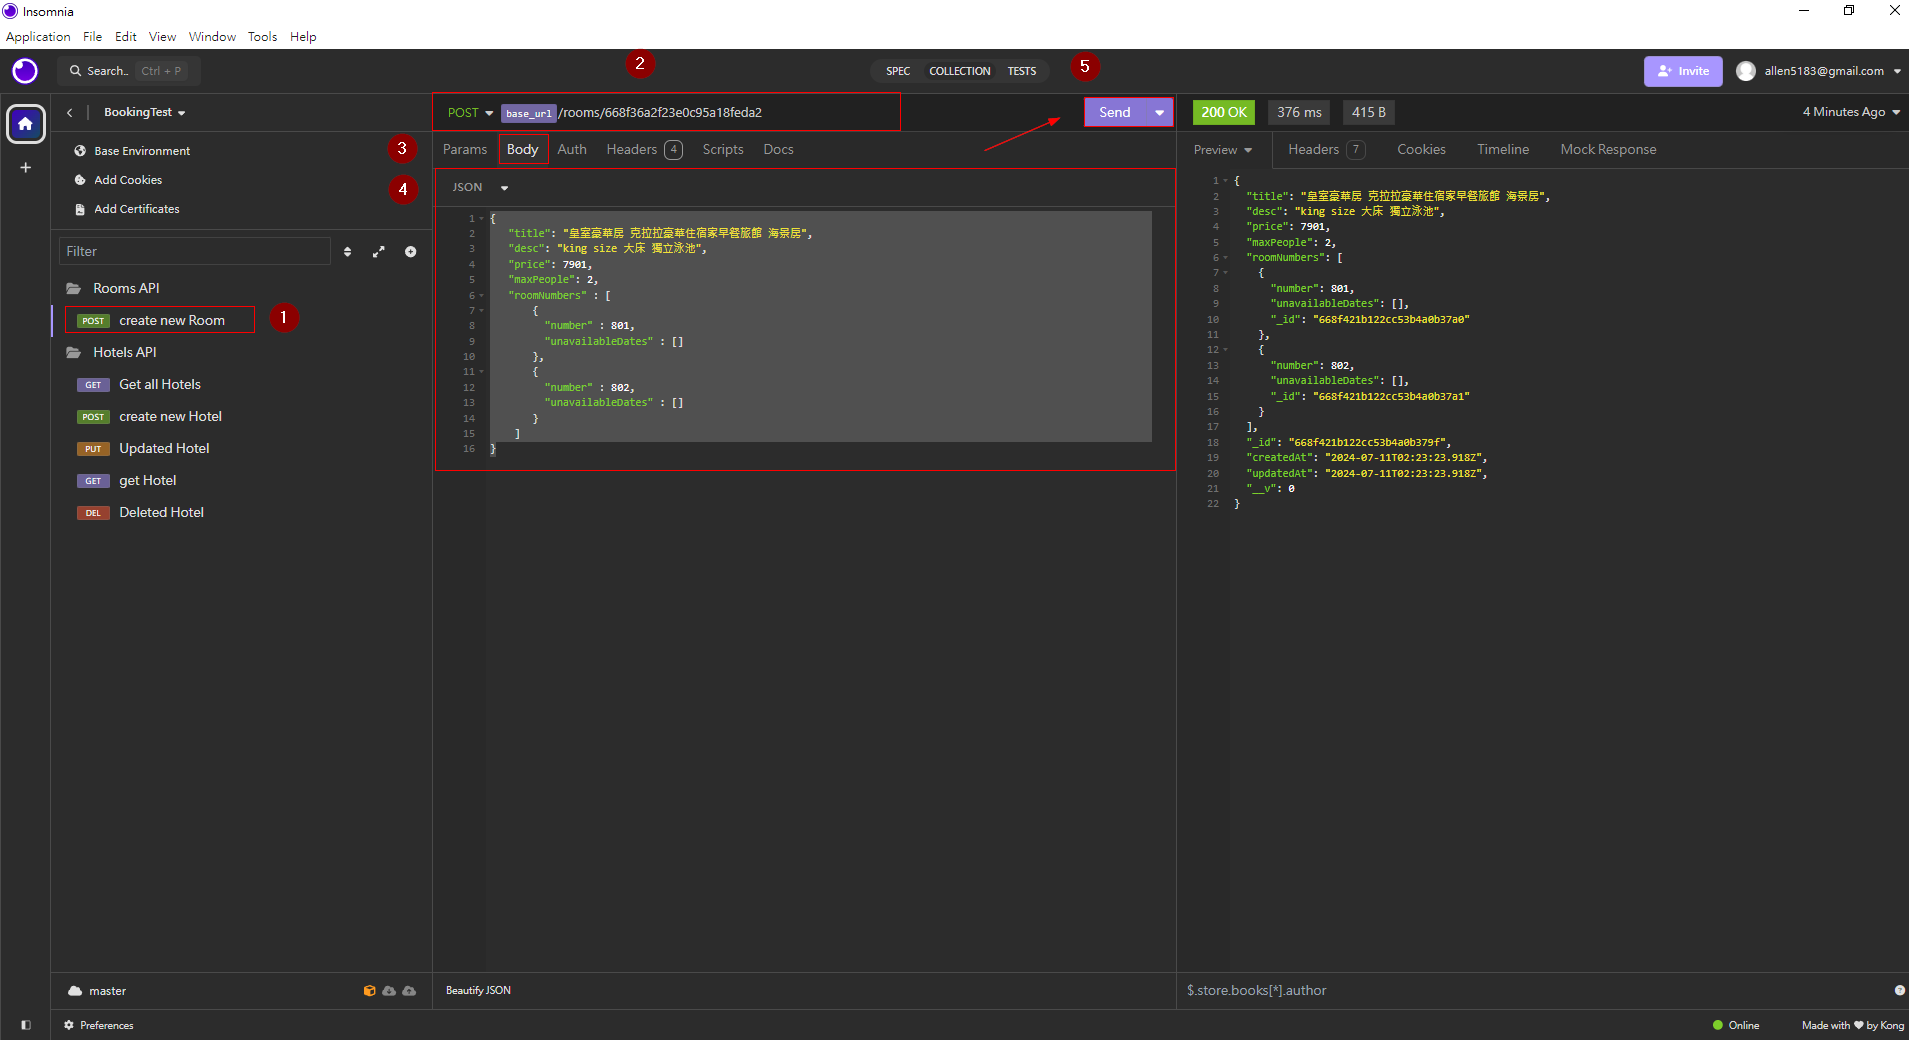 Insomnia
Application File Edit View Window Tools Help
Search.. Ctrl + P
2
SPEC COLLECTION TESTS
5
Invite
allen5183@gmail.com
BookingTest
Base Environment
3
Add Cookies
4
Add Certificates
Filter
Rooms API
POST create new Room
1
Hotels API
GET Get all Hotels
POST create new Hotel
PUT Updated Hotel
GET get Hotel
DEL Deleted Hotel
master
Preferences
POST base_url/rooms/668f36a2f23e0c95a18feda2
Send
Params Body Auth Headers 4 Scripts Docs
JSON
1 {
2 "title": "皇室豪華房 克拉拉豪華住宿家早餐旅館 海景房",
3 "desc": "king size 大床 獨立泳池",
4 "price": 7901,
5 "maxPeople": 2,
6 "roomNumbers" : [
7 {
8 "number" : 801,
9 "unavailableDates" : []
10 },
11 {
12 "number" : 802,
13 "unavailableDates" : []
14 }
15 ]
16 }
Beautify JSON
200 OK 376 ms 415 B
4 Minutes Ago
Preview Headers 7 Cookies Timeline Mock Response
1 {
2 "title": "皇室豪華房 克拉拉豪華住宿家早餐旅館 海景房",
3 "desc": "king size 大床 獨立泳池",
4 "price": 7901,
5 "maxPeople": 2,
6 "roomNumbers": [
7 {
8 "number": 801,
9 "unavailableDates": [],
10 "_id": "668f421b122cc53b4a0b37a0"
11 },
12 {
13 "number": 802,
14 "unavailableDates": [],
15 "_id": "668f421b122cc53b4a0b37a1"
16 }
17 ],
18 "_id": "668f421b122cc53b4a0b379f",
19 "createdAt": "2024-07-11T02:23:23.918Z",
20 "updatedAt": "2024-07-11T02:23:23.918Z",
21 "__v": 0
22 }
$.store.books[*].author
Online
Made with ♥ by Kong